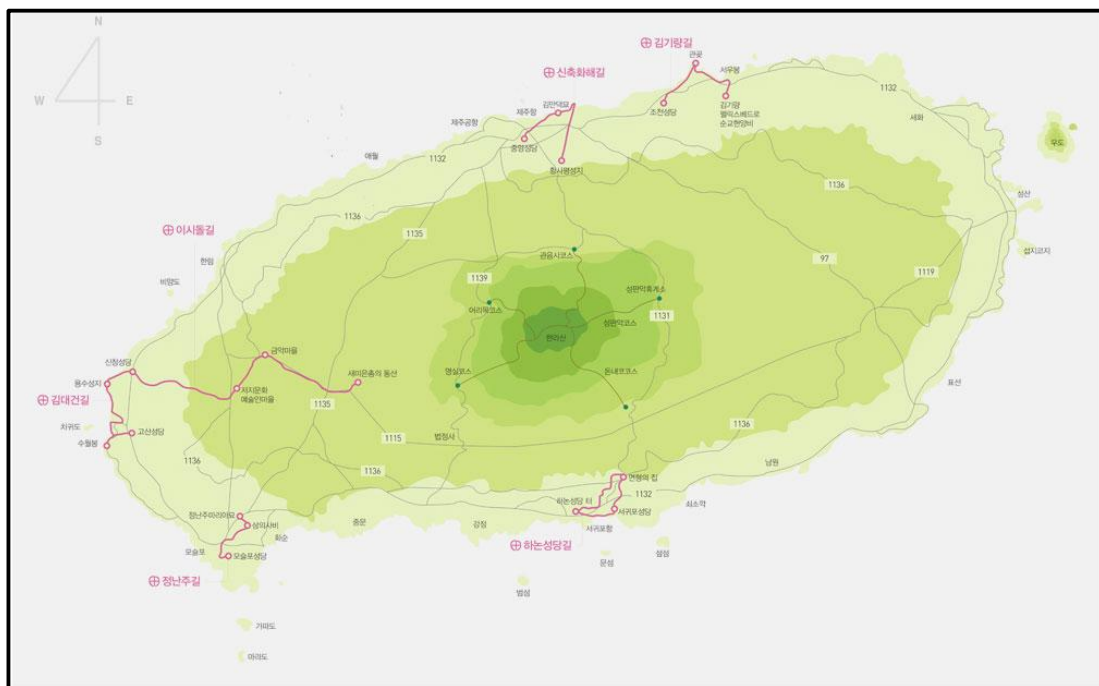 N
W E
S
김기량길
관곶
서우봉
신축화해길
1132
김만덕묘
제주항
조천성당
김기량
펠릭스베드로
순교현양비
세화
제주공항
중앙성당
우도
애월
1132
황사평성지
1136
성산
1136
이시돌길
1135
관음사코스
섭지코지
한림
97
비양도
1139
1119
성판악휴게소
어리목코스
1131
성판악코스
한라산
금악마을
신창성당
영실코스
돈내코코스
새미은총의 동산
용수성지
표선
저지문화
예술인마을
김대건길
1135
차귀도
고산성당
1136
1115
법정사
수월봉
1136
1136
남원
면형의 집
1132
하논성당 터
쇠소깍
서귀포성당
정난주마리아묘
삼의사비
중문
강정
서귀포항
화순
모슬포
하논성당길
섶섬
모슬포성당
문섬
정난주길
범섬
가파도
마라도